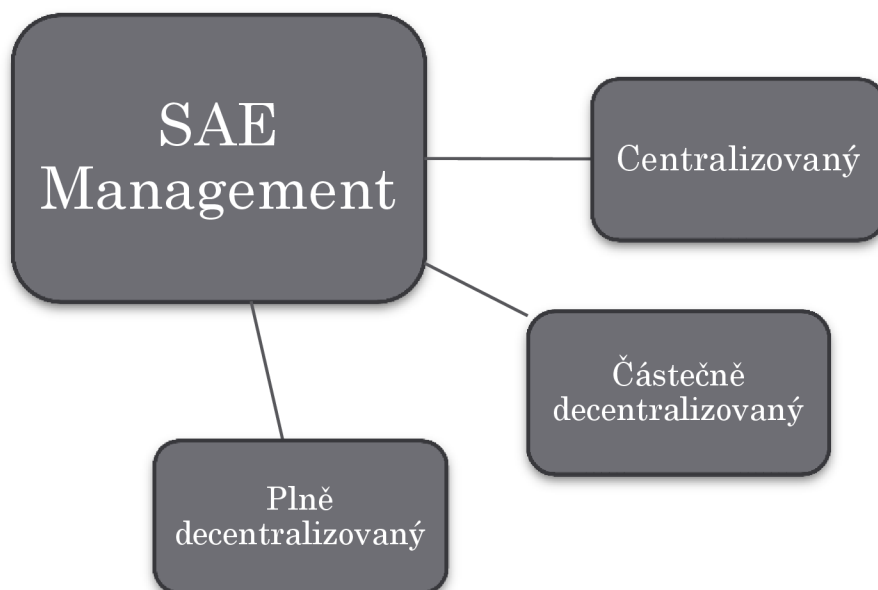 SAE
Management
Centralizovaný
Částečně
decentralizovaný
Plně
decentralizovaný